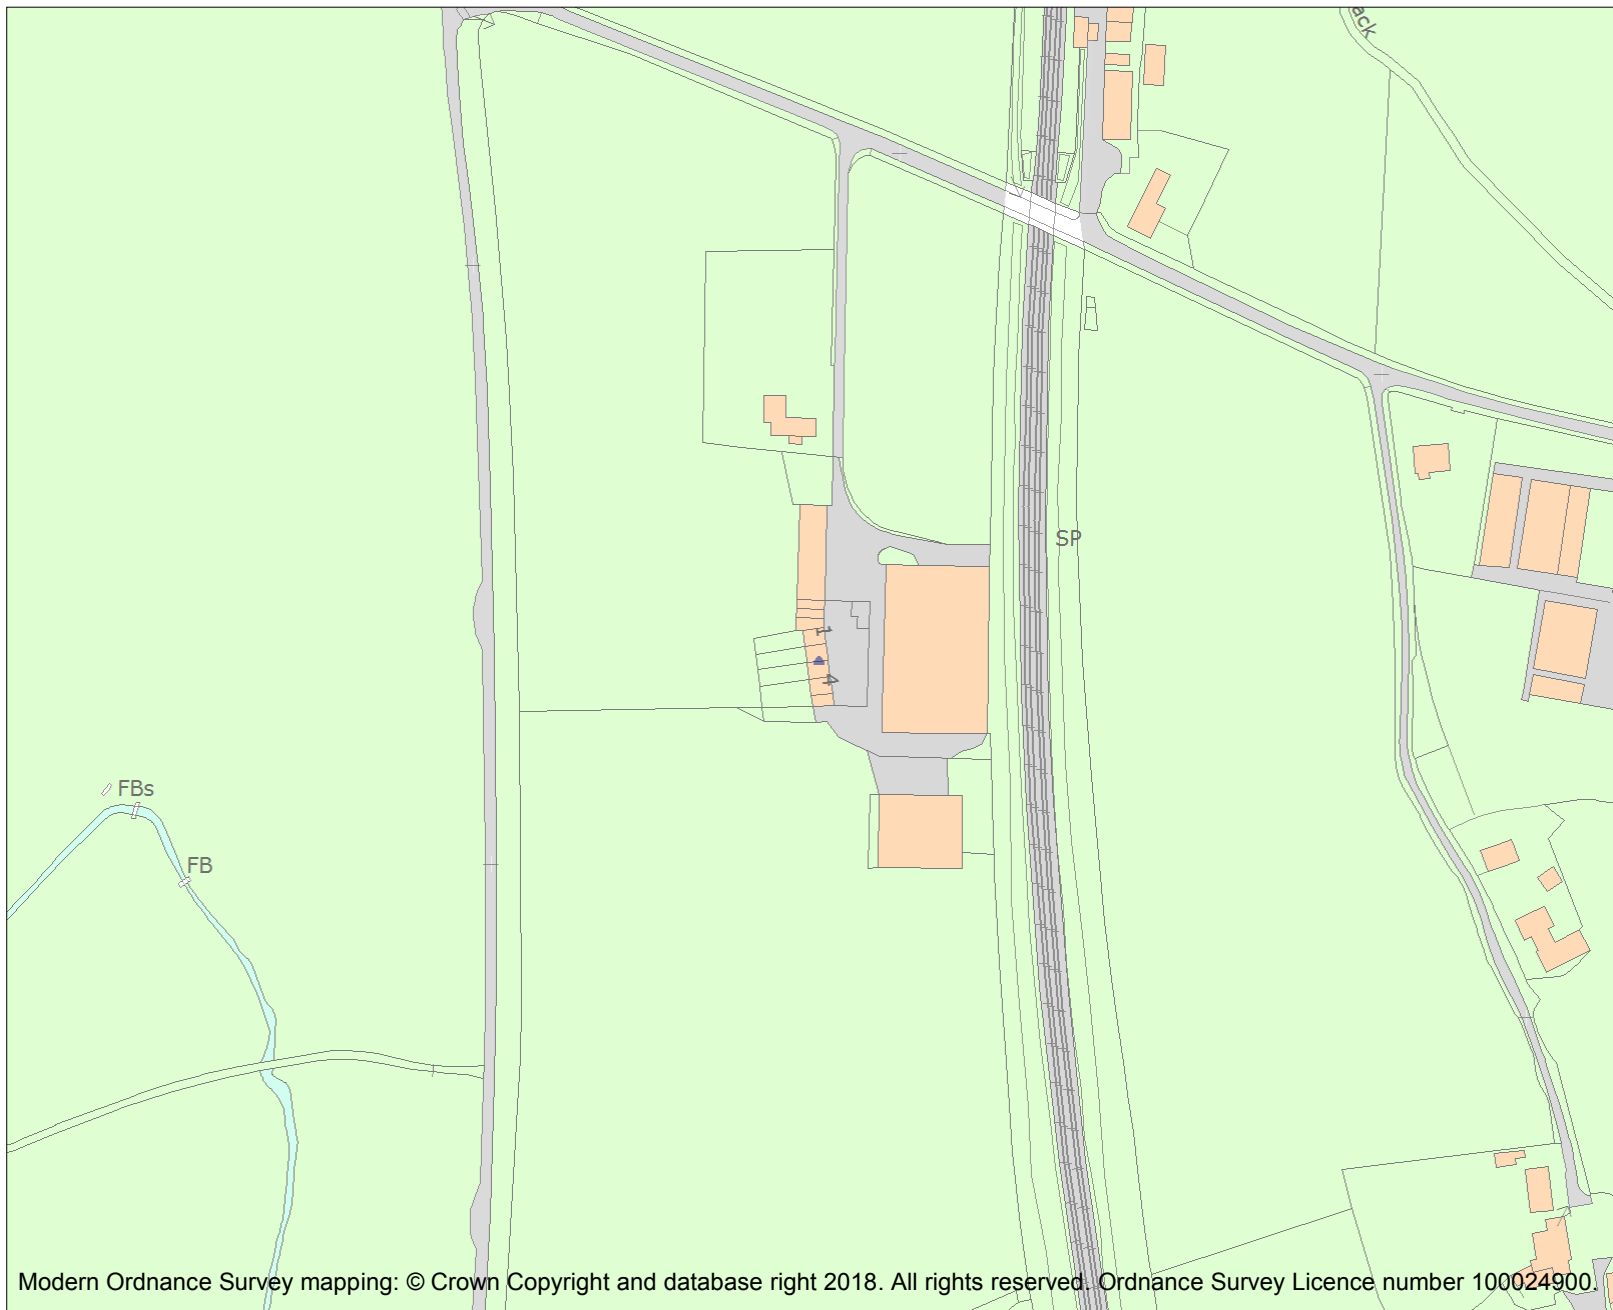 ack
SP
1
4
FBs
FB
Modern Ordnance Survey mapping: © Crown Copyright and database right 2018. All rights reserved. Ordnance Survey Licence number 100024900.